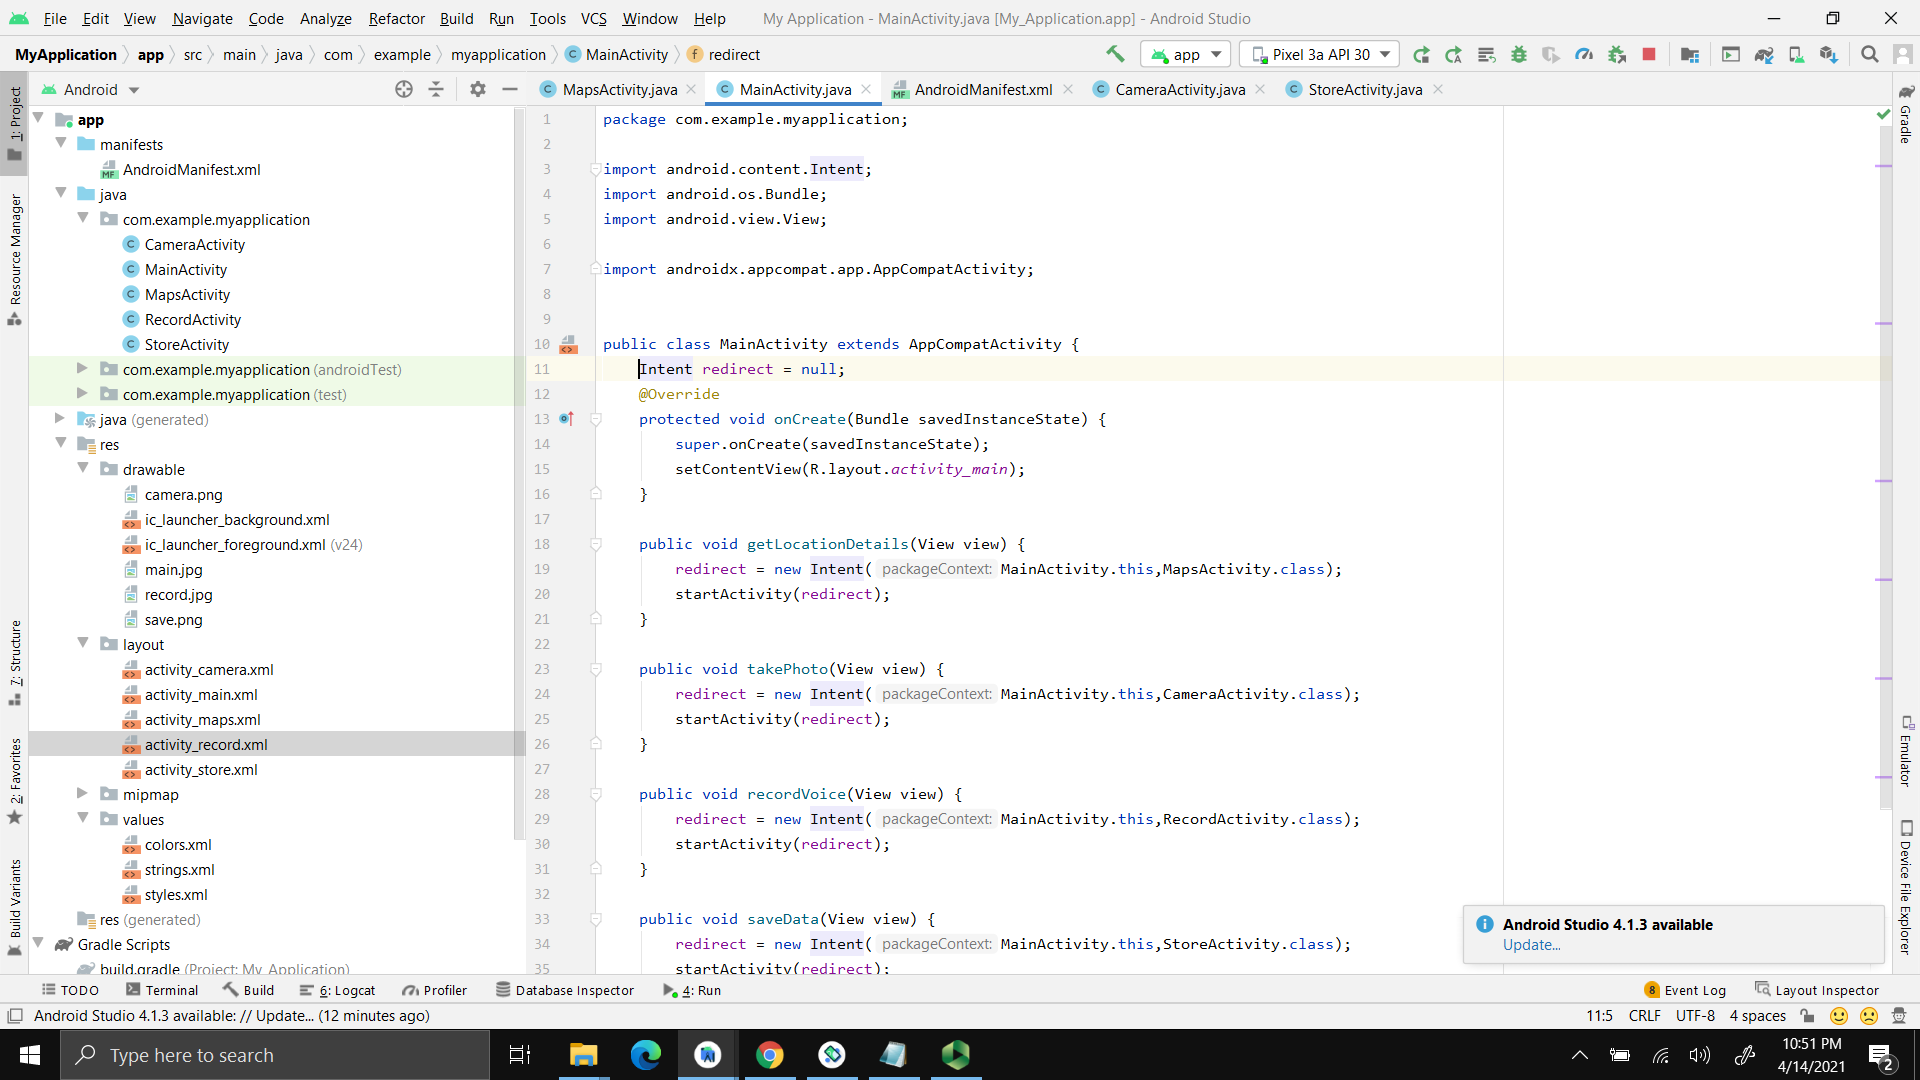 File Edit View Navigate Code Analyze Refactor Build Run Tools VCS Window Help My Application - MainActivity.java [My_Application.app] - Android Studio
MyApplication app src main java com example myapplication MainActivity redirect app Pixel 3a API 30
Android
MapsActivity.java MainActivity.java AndroidManifest.xml CameraActivity.java StoreActivity.java
1: Project
Resource Manager
7: Structure
2: Favorites
Build Variants
app
manifests
AndroidManifest.xml
java
com.example.myapplication
CameraActivity
MainActivity
MapsActivity
RecordActivity
StoreActivity
com.example.myapplication (androidTest)
com.example.myapplication (test)
java (generated)
res
drawable
camera.png
ic_launcher_background.xml
ic_launcher_foreground.xml (v24)
main.jpg
record.jpg
save.png
layout
activity_camera.xml
activity_main.xml
activity_maps.xml
activity_record.xml
activity_store.xml
mipmap
values
colors.xml
strings.xml
styles.xml
res (generated)
Gradle Scripts
build.gradle (Project: My_Application)
1 package com.example.myapplication;
2
3 import android.content.Intent;
4 import android.os.Bundle;
5 import android.view.View;
6
7 import androidx.appcompat.app.AppCompatActivity;
8
9
10 public class MainActivity extends AppCompatActivity {
11 Intent redirect = null;
12 @Override
13 protected void onCreate(Bundle savedInstanceState) {
14 super.onCreate(savedInstanceState);
15 setContentView(R.layout.activity_main);
16 }
17
18 public void getLocationDetails(View view) {
19 redirect = new Intent( packageContext: MainActivity.this,MapsActivity.class);
20 startActivity(redirect);
21 }
22
23 public void takePhoto(View view) {
24 redirect = new Intent( packageContext: MainActivity.this,CameraActivity.class);
25 startActivity(redirect);
26 }
27
28 public void recordVoice(View view) {
29 redirect = new Intent( packageContext: MainActivity.this,RecordActivity.class);
30 startActivity(redirect);
31 }
32
33 public void saveData(View view) {
34 redirect = new Intent( packageContext: MainActivity.this,StoreActivity.class);
35 startActivity(redirect);
Gradle
Emulator
Device File Explorer
Android Studio 4.1.3 available
Update...
TODO Terminal Build 6: Logcat Profiler Database Inspector 4: Run 8 Event Log Layout Inspector
Android Studio 4.1.3 available: // Update... (12 minutes ago) 11:5 CRLF UTF-8 4 spaces
Type here to search
10:51 PM
4/14/2021
2